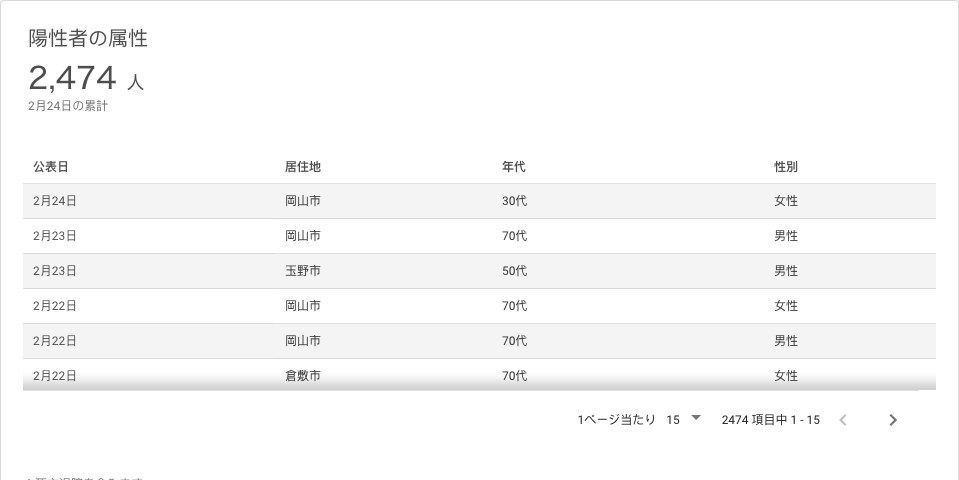 陽性者の属性
2,474 人
2月24日の累計
公表日 居住地 年代 性別
2月24日 岡山市 30代 女性
2月23日 岡山市 70代 男性
2月23日 玉野市 50代 男性
2月22日 岡山市 70代 女性
2月22日 岡山市 70代 男性
2月22日 倉敷市 70代 女性
1ページ当たり 15 2474 項目中 1 - 15